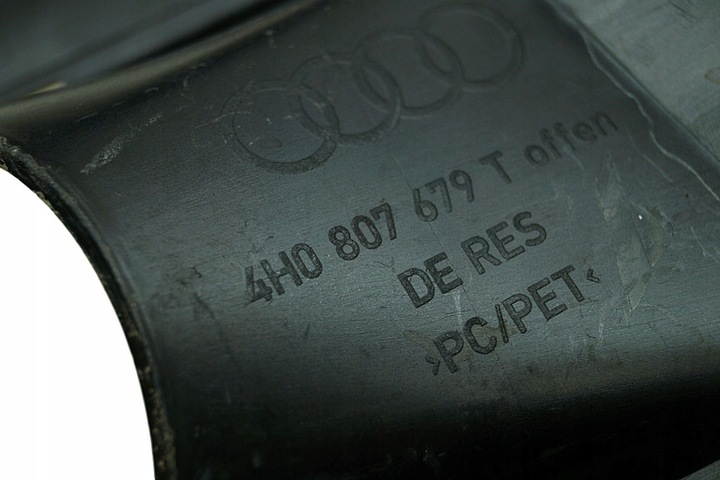 4H0 807 679 T offen
DE RES
>PC/PET<